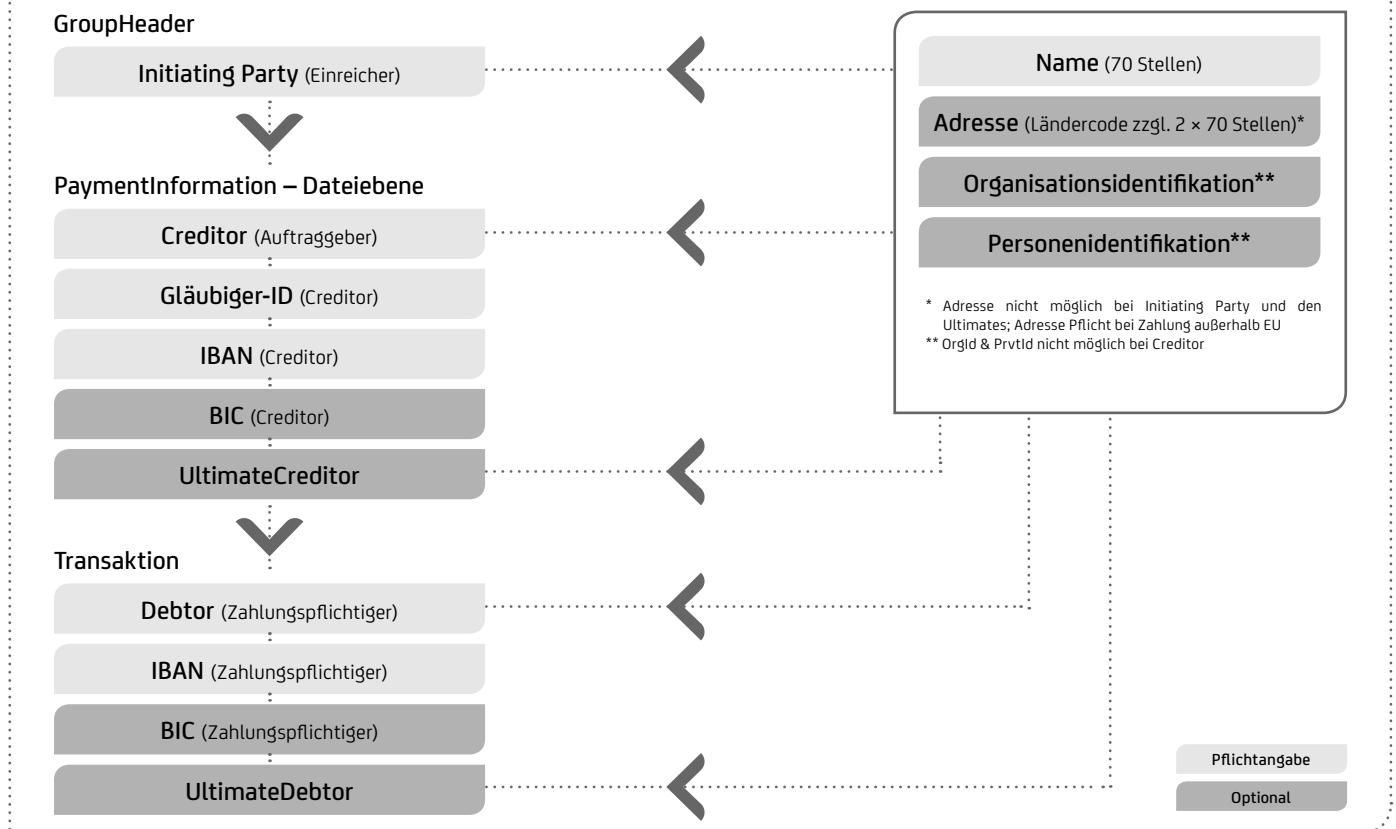 GroupHeader
Initiating Party (Einreicher)
PaymentInformation – Dateiebene
Creditor (Auftraggeber)
Gläubiger-ID (Creditor)
IBAN (Creditor)
BIC (Creditor)
UltimateCreditor
Transaktion
Debtor (Zahlungspflichtiger)
IBAN (Zahlungspflichtiger)
BIC (Zahlungspflichtiger)
UltimateDebtor
Name (70 Stellen)
Adresse (Ländercode zzgl. 2 × 70 Stellen)*
Organisationsidentifikation**
Personenidentifikation**
* Adresse nicht möglich bei Initiating Party und den
Ultimates; Adresse Pflicht bei Zahlung außerhalb EU
** OrgId & PrvtId nicht möglich bei Creditor
Pflichtangabe
Optional